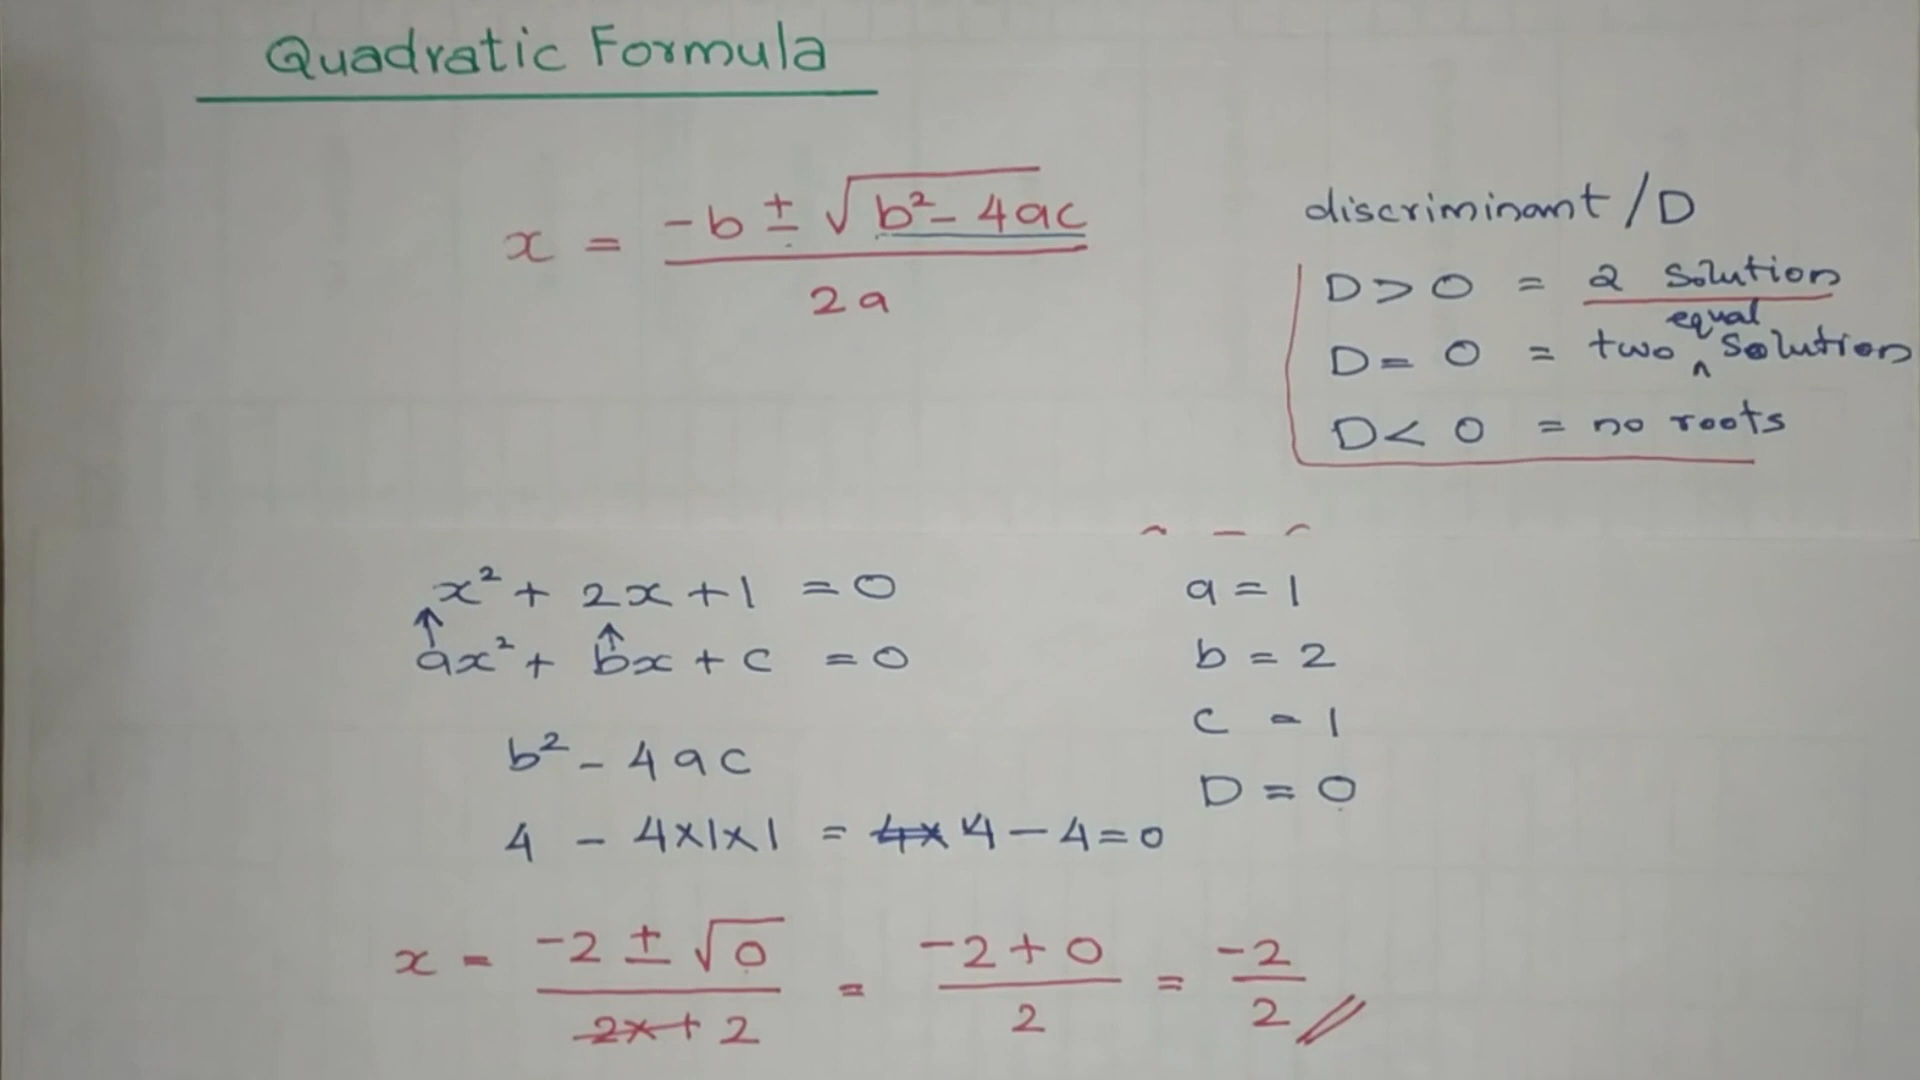 Quadratic Formula
x = (-b ± √(b² - 4ac)) / 2a
discriminant / D
D > 0 = 2 solution
D = 0 = two equal solution
D < 0 = no roots
x² + 2x + 1 = 0
ax² + bx + c = 0
a = 1
b = 2
c = 1
D = 0
b² - 4ac
4 - 4×1×1 = 4× 4 - 4 = 0
x = (-2 ± √0) / 2x+ 2 = (-2 + 0) / 2 = -2 / 2